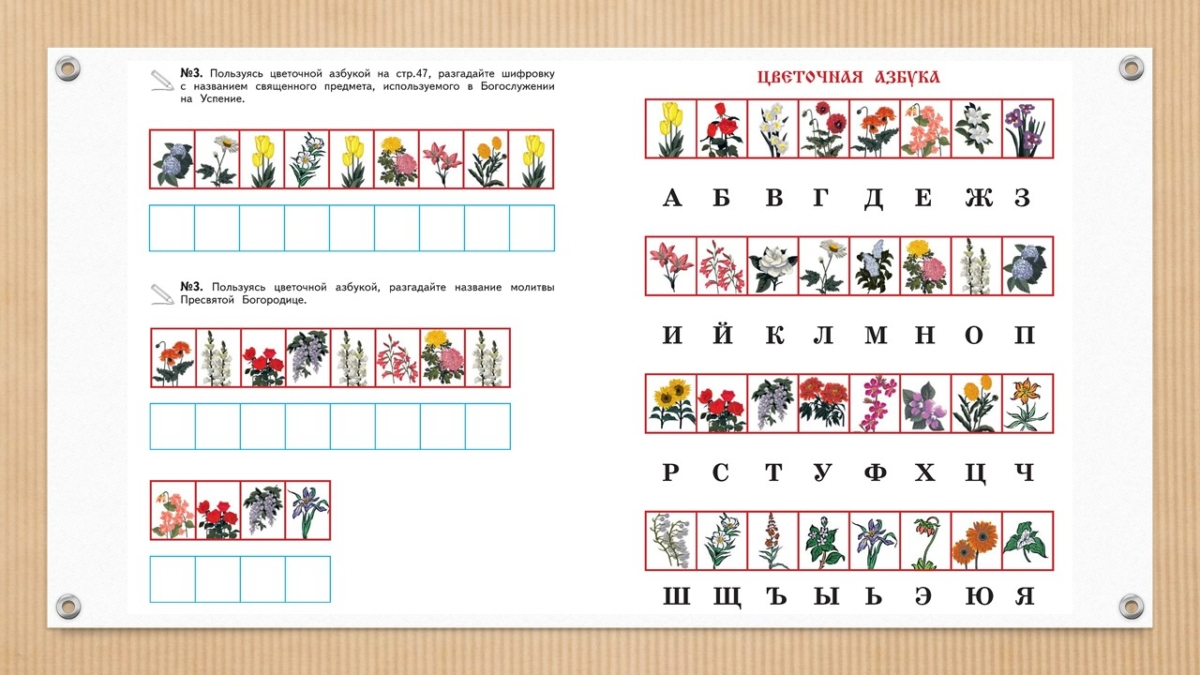 №3. Пользуясь цветочной азбукой на стр.47, разгадайте шифровку
с названием священного предмета, используемого в Богослужении
на Успение.
№3. Пользуясь цветочной азбукой, разгадайте название молитвы
Пресвятой Богородице.
ЦВЕТОЧНАЯ АЗБУКА
А Б В Г Д Е Ж З
И Й К Л М Н О П
Р С Т У Ф Х Ц Ч
Ш Щ Ъ Ы Ь Э Ю Я